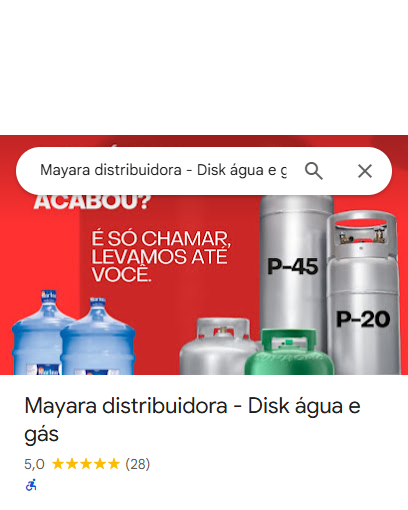 Mayara distribuidora - Disk água e g
ACABOU?
É SÓ CHAMAR,
LEVAMOS ATÉ
VOCÊ.
P-45
P-20
Mayara distribuidora - Disk água e
gás
5,0 ★★★★★ (28)